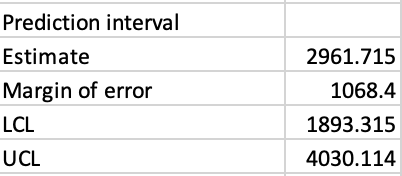 Prediction interval
Estimate 2961.715
Margin of error 1068.4
LCL 1893.315
UCL 4030.114